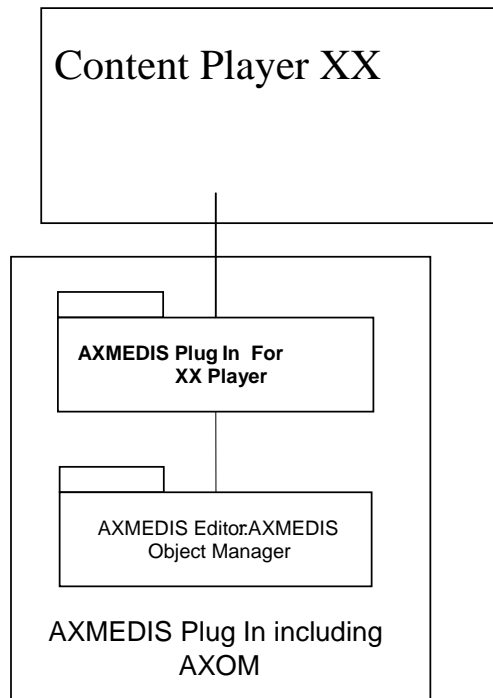 Content Player XX
AXMEDIS Plug In For
XX Player
AXMEDIS Editor:AXMEDIS
Object Manager
AXMEDIS Plug In including
AXOM